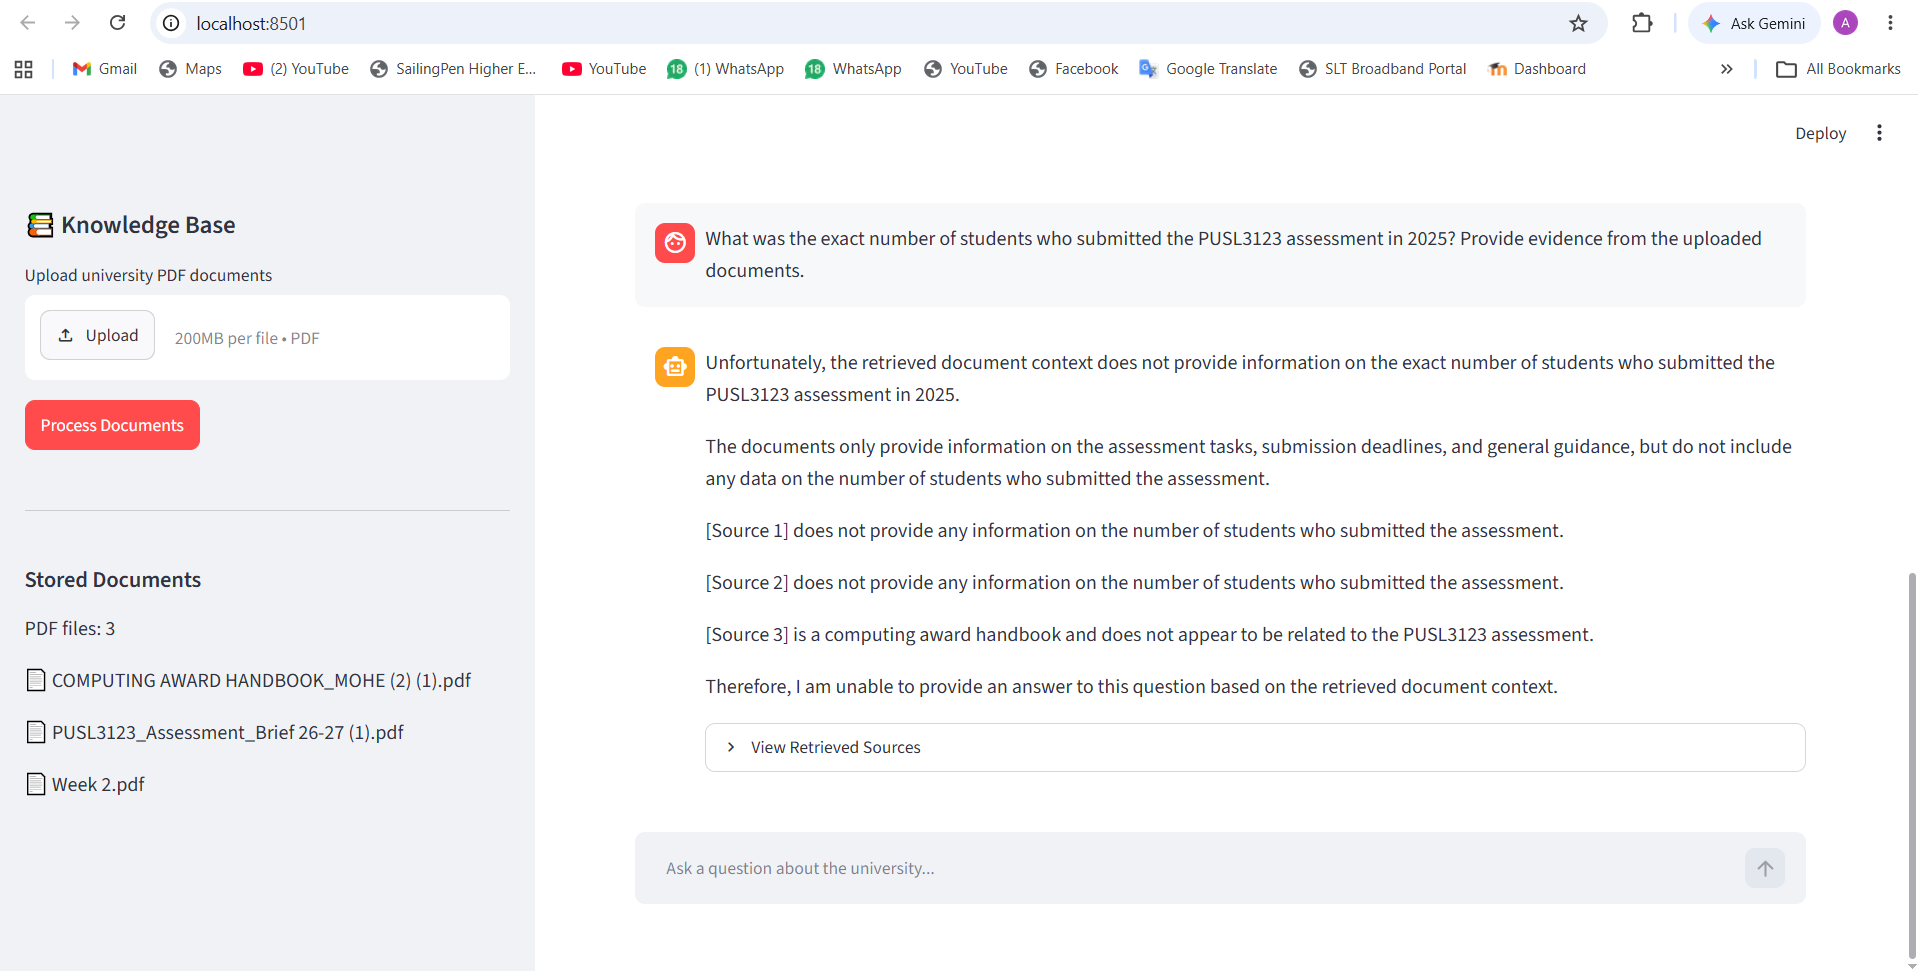 localhost:8501
Ask Gemini
A
Gmail
Maps
(2) YouTube
SailingPen Higher E...
YouTube
18
(1) WhatsApp
18
WhatsApp
YouTube
Facebook
Google Translate
SLT Broadband Portal
Dashboard
All Bookmarks
Deploy
Knowledge Base
Upload university PDF documents
Upload
200MB per file • PDF
Process Documents
Stored Documents
PDF files: 3
COMPUTING AWARD HANDBOOK_MOHE (2) (1).pdf
PUSL3123_Assessment_Brief 26-27 (1).pdf
Week 2.pdf
What was the exact number of students who submitted the PUSL3123 assessment in 2025? Provide evidence from the uploaded
documents.
Unfortunately, the retrieved document context does not provide information on the exact number of students who submitted the
PUSL3123 assessment in 2025.
The documents only provide information on the assessment tasks, submission deadlines, and general guidance, but do not include
any data on the number of students who submitted the assessment.
[Source 1] does not provide any information on the number of students who submitted the assessment.
[Source 2] does not provide any information on the number of students who submitted the assessment.
[Source 3] is a computing award handbook and does not appear to be related to the PUSL3123 assessment.
Therefore, I am unable to provide an answer to this question based on the retrieved document context.
View Retrieved Sources
Ask a question about the university...